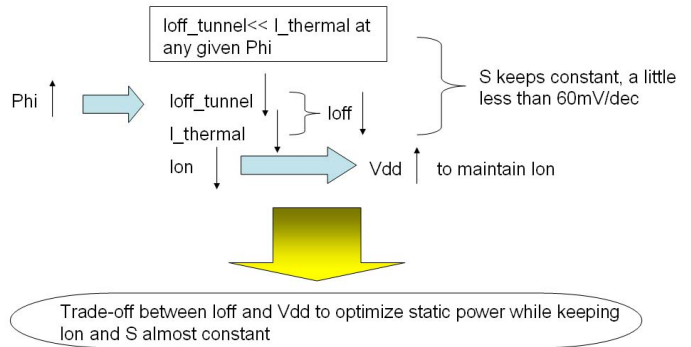 Ioff_tunnel<< I_thermal at
any given Phi
S keeps constant, a little
less than 60mV/dec
Phi
Ioff_tunnel
I_thermal
Ioff
Ion
Vdd
to maintain Ion
Trade-off between Ioff and Vdd to optimize static power while keeping
Ion and S almost constant